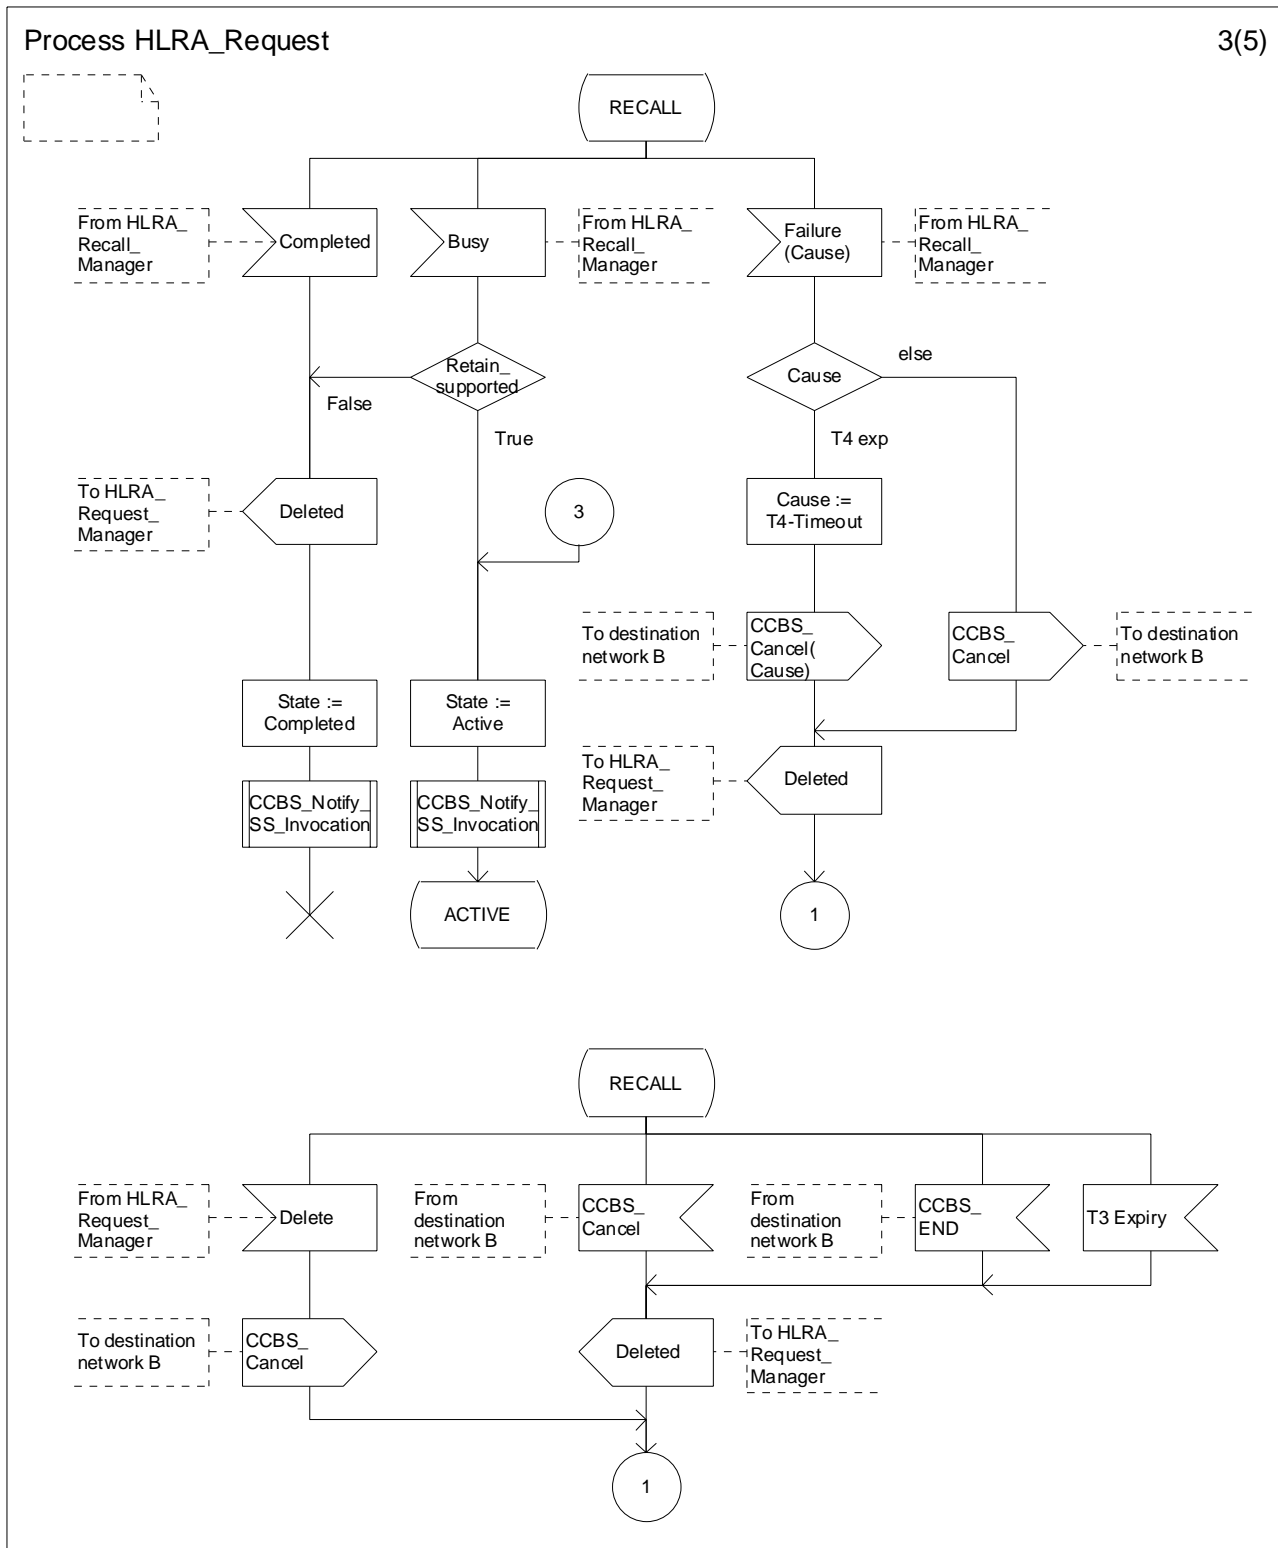 Process HLRA_Request
3(5)
RECALL
From HLRA_
Recall_
Manager
Completed
Busy
From HLRA_
Recall_
Manager
Failure
(Cause)
From HLRA_
Recall_
Manager
Retain_
supported
False
True
Cause
else
T4 exp
To HLRA_
Request_
Manager
Deleted
3
Cause :=
T4-Timeout
To destination
network B
CCBS_
Cancel(
Cause)
CCBS_
Cancel
To destination
network B
State :=
Completed
State :=
Active
To HLRA_
Request_
Manager
Deleted
CCBS_Notify_
SS_Invocation
CCBS_Notify_
SS_Invocation
ACTIVE
1
RECALL
From HLRA_
Request_
Manager
Delete
From
destination
network B
CCBS_
Cancel
From
destination
network B
CCBS_
END
T3 Expiry
To destination
network B
CCBS_
Cancel
Deleted
To HLRA_
Request_
Manager
1